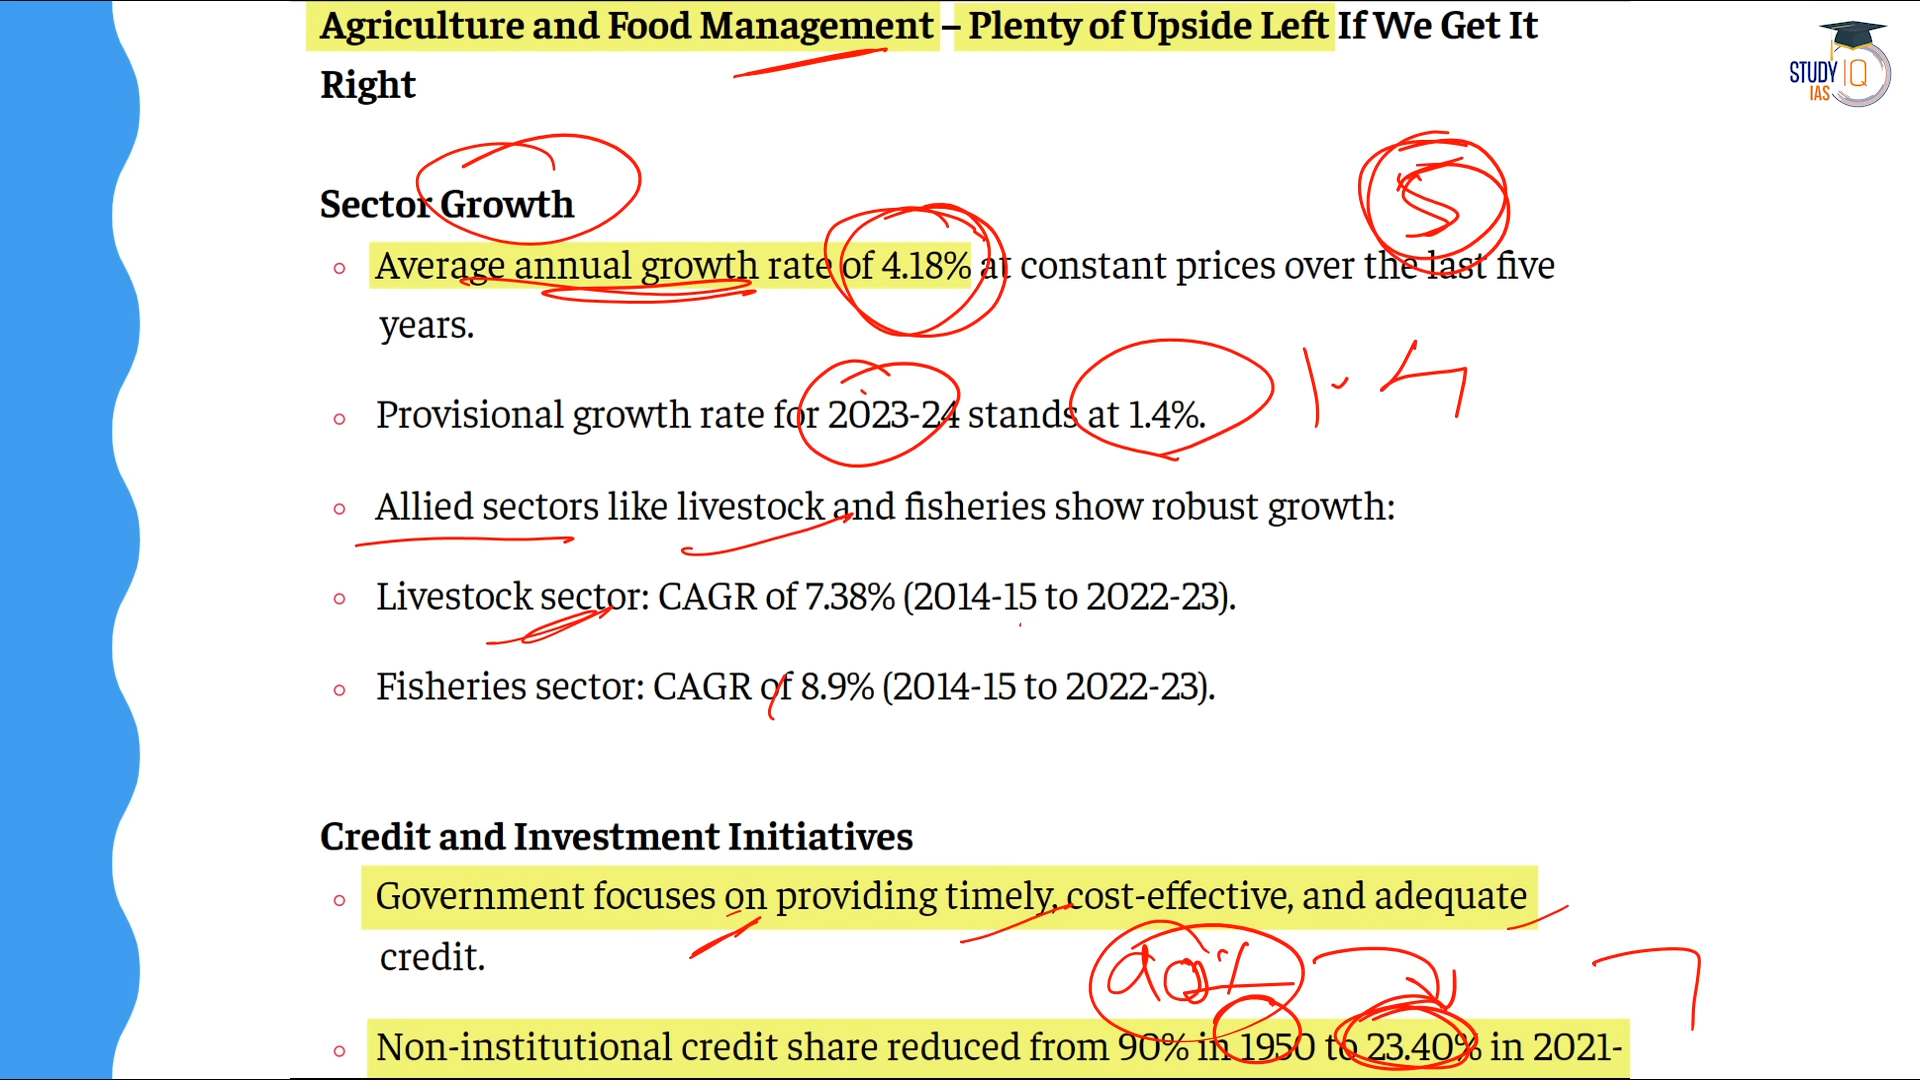 Agriculture and Food Management – Plenty of Upside Left If We Get It
Right
STUDY IQ
IAS
Sector Growth
5
Average annual growth rate of 4.18% at constant prices over the last five
years.
Provisional growth rate for 2023-24 stands at 1.4%.
1.4
Allied sectors like livestock and fisheries show robust growth:
Livestock sector: CAGR of 7.38% (2014-15 to 2022-23).
Fisheries sector: CAGR of 8.9% (2014-15 to 2022-23).
Credit and Investment Initiatives
Government focuses on providing timely, cost-effective, and adequate
credit.
90%
Non-institutional credit share reduced from 90% in 1950 to 23.40% in 2021-